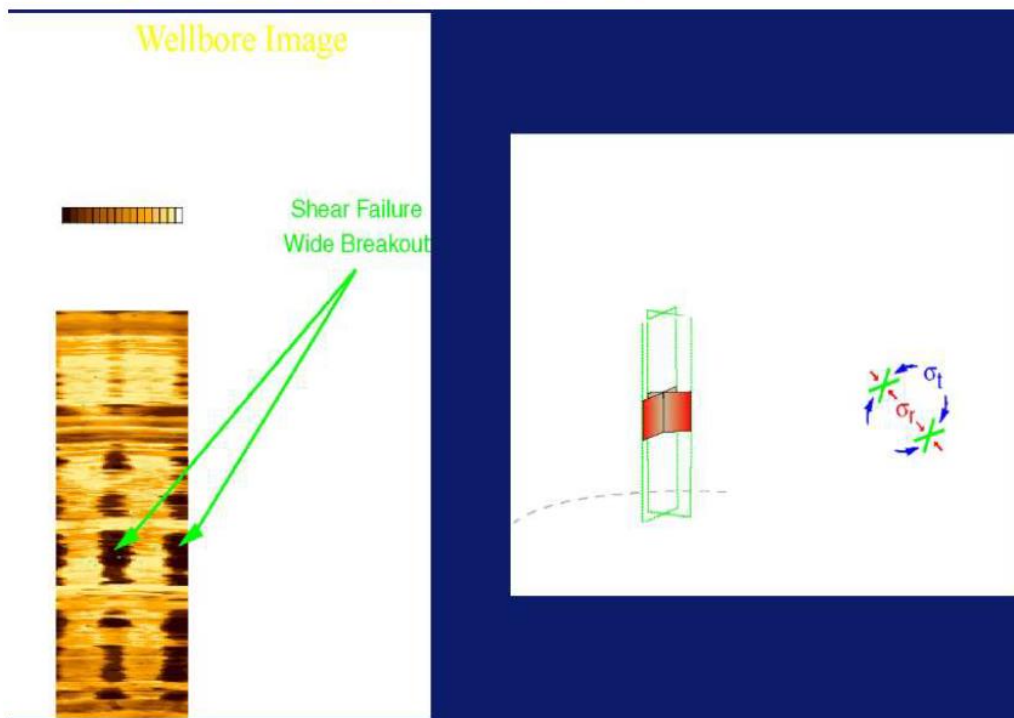 Wellbore Image
Shear Failure
Wide Breakout
σt
σr